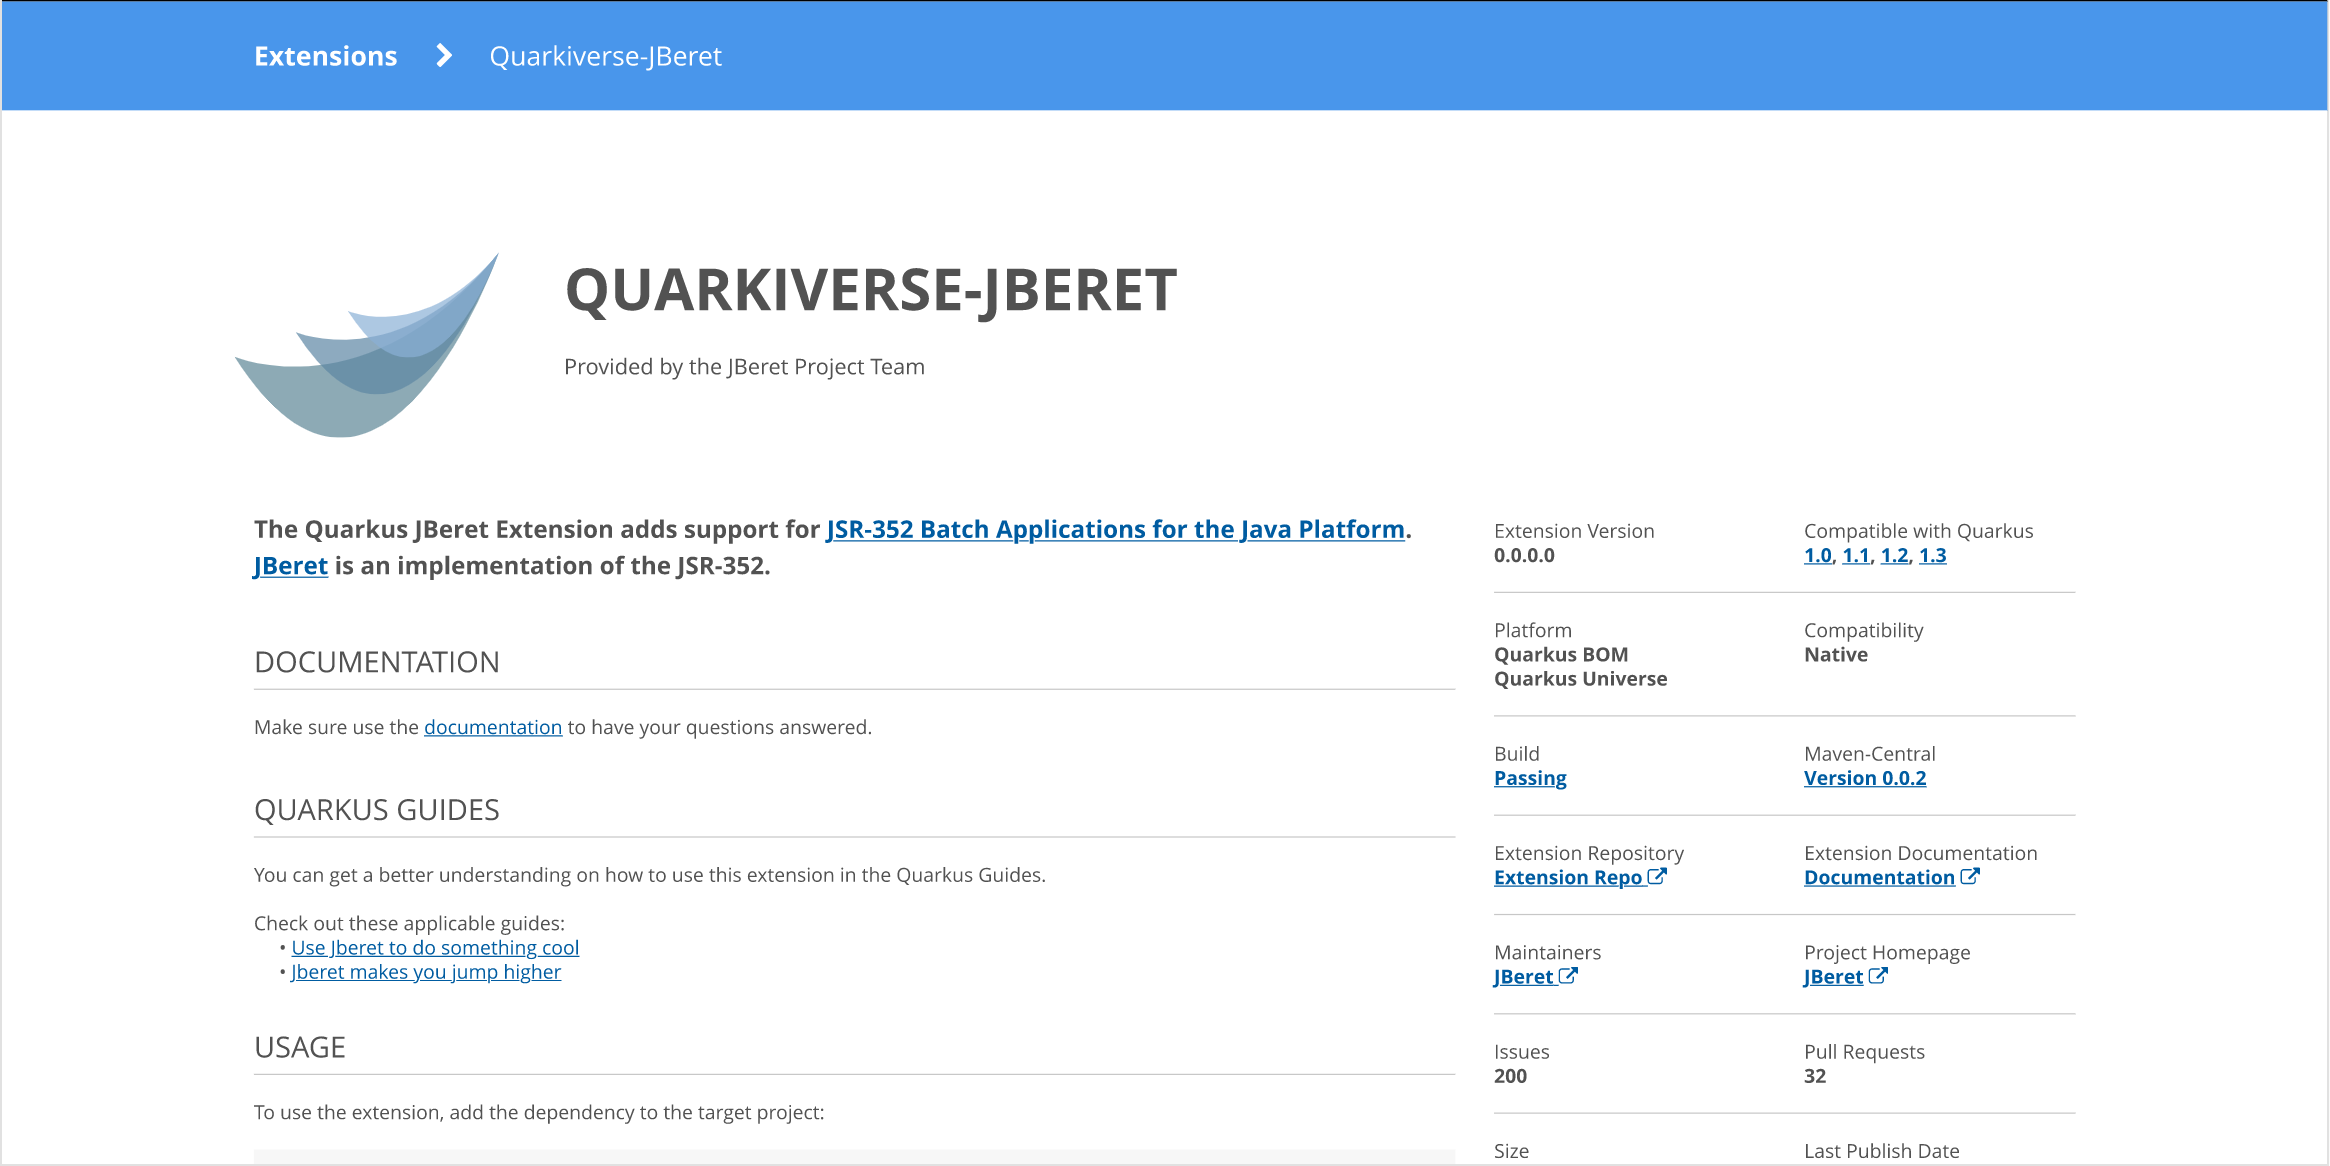 Extensions Quarkiverse-JBeret
QUARKIVERSE-JBERET
Provided by the JBeret Project Team
The Quarkus JBeret Extension adds support for JSR-352 Batch Applications for the Java Platform.
JBeret is an implementation of the JSR-352.
DOCUMENTATION
Make sure use the documentation to have your questions answered.
QUARKUS GUIDES
You can get a better understanding on how to use this extension in the Quarkus Guides.
Check out these applicable guides:
• Use Jberet to do something cool
• Jberet makes you jump higher
USAGE
To use the extension, add the dependency to the target project:
Extension Version
0.0.0.0
Compatible with Quarkus
1.0, 1.1, 1.2, 1.3
Platform
Quarkus BOM
Quarkus Universe
Compatibility
Native
Build
Passing
Maven-Central
Version 0.0.2
Extension Repository
Extension Repo
Extension Documentation
Documentation
Maintainers
JBeret
Project Homepage
JBeret
Issues
200
Pull Requests
32
Size
Last Publish Date